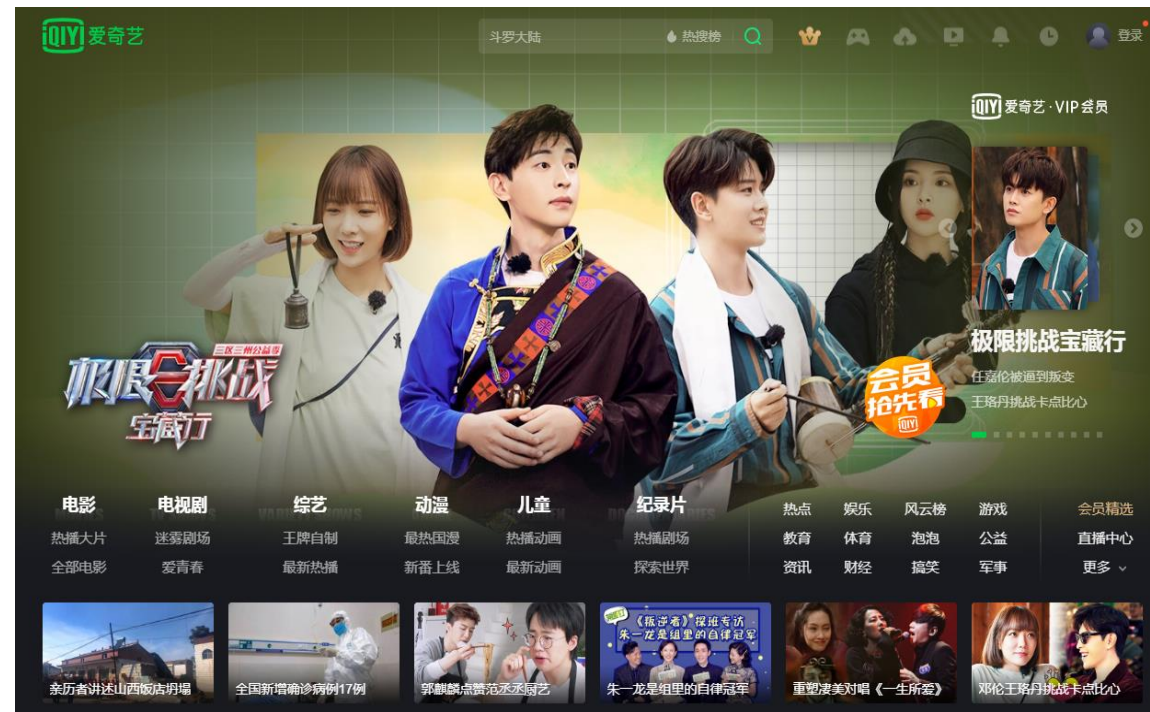 iQIYI 爱奇艺
斗罗大陆
热搜榜
登录
iQIYI 爱奇艺·VIP会员
三区三州公益季
极限挑战
宝藏行
会员
抢先看
iQIYI
极限挑战宝藏行
任嘉伦被逼到叛变
王珞丹挑战卡点比心
电影 电视剧 综艺 动漫 儿童 纪录片
热播大片 迷雾剧场 王牌自制 最热国漫 热播动画 热播剧场
全部电影 爱青春 最新热播 新番上线 最新动画 探索世界
热点 娱乐 风云榜 游戏 会员精选
教育 体育 泡泡 公益 直播中心
资讯 财经 搞笑 军事 更多
亲历者讲述山西饭店坍塌
全国新增确诊病例17例
郭麒麟点赞范丞丞厨艺
《叛逆者》探班专访
朱一龙是组里的自律冠军
朱一龙是组里的自律冠军
重塑凄美对唱《一生所爱》
邓伦王珞丹挑战卡点比心